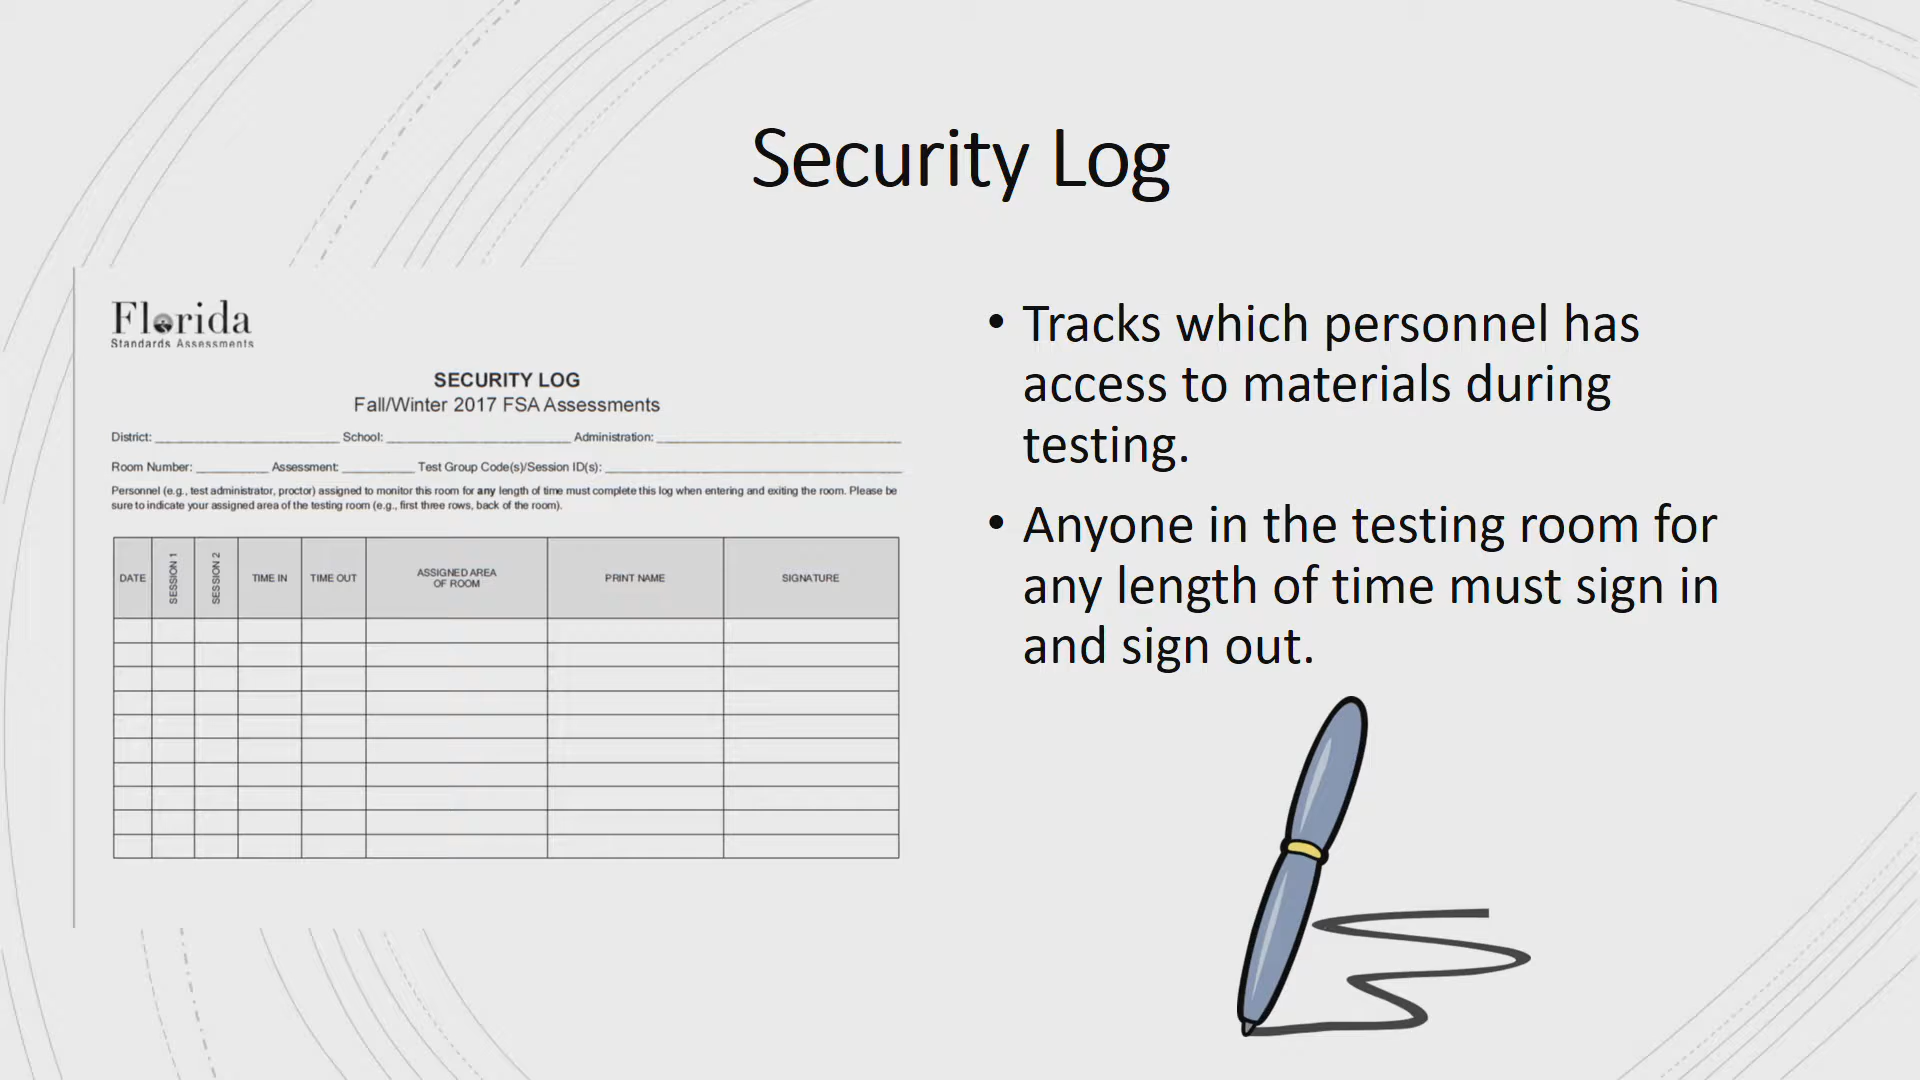 Security Log
Florida
Standards Assessments
SECURITY LOG
Fall/Winter 2017 FSA Assessments
District: School: Administration:
Room Number: Assessment: Test Group Code(s)/Session ID(s):
Personnel (e.g., test administrator, proctor) assigned to monitor this room for any length of time must complete this log when entering and exiting the room. Please be
sure to indicate your assigned area of the testing room (e.g., first three rows, back of the room).
DATE SESSION 1 SESSION 2 TIME IN TIME OUT ASSIGNED AREA OF ROOM PRINT NAME SIGNATURE
• Tracks which personnel has
access to materials during
testing.
• Anyone in the testing room for
any length of time must sign in
and sign out.